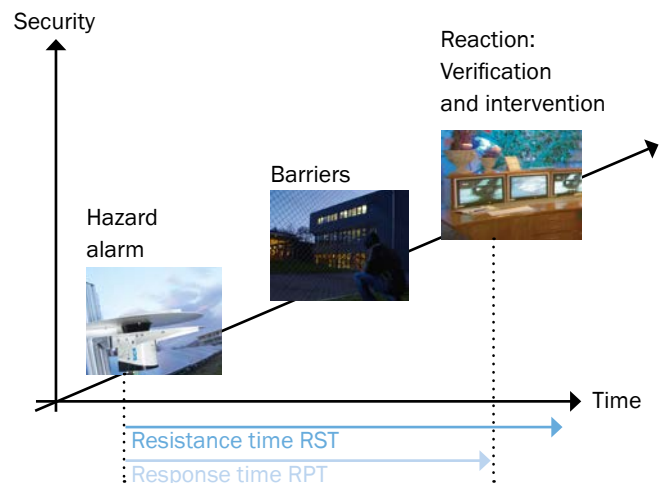 Security
Reaction:
Verification
and intervention
Barriers
Hazard
alarm
Time
Resistance time RST
Response time RPT